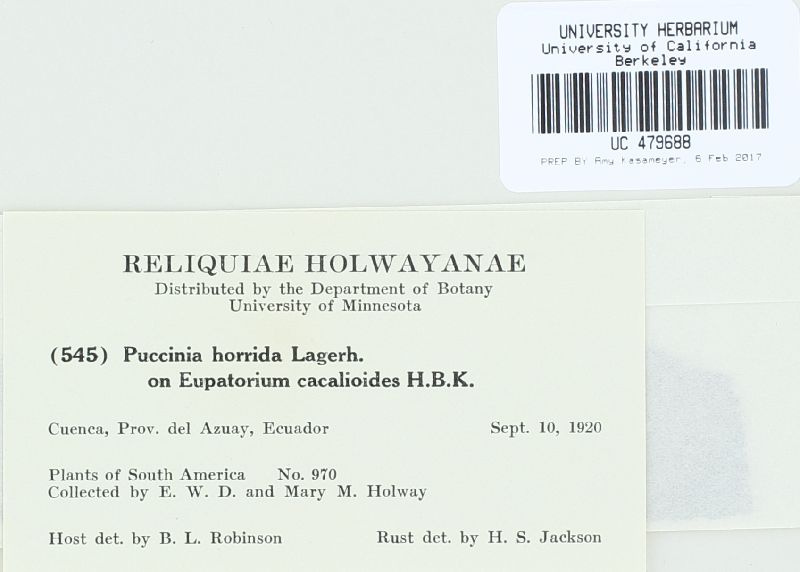 UNIVERSITY HERBARIUM
University of California
Berkeley
UC 479688
PREP BY Amy Kasameyer, 6 Feb 2017
RELIQUIAE HOLWAYANAE
Distributed by the Department of Botany
University of Minnesota
(545) Puccinia horrida Lagerh.
on Eupatorium cacalioides H.B.K.
Cuenca, Prov. del Azuay, Ecuador Sept. 10, 1920
Plants of South America No. 970
Collected by E. W. D. and Mary M. Holway
Host det. by B. L. Robinson Rust det. by H. S. Jackson